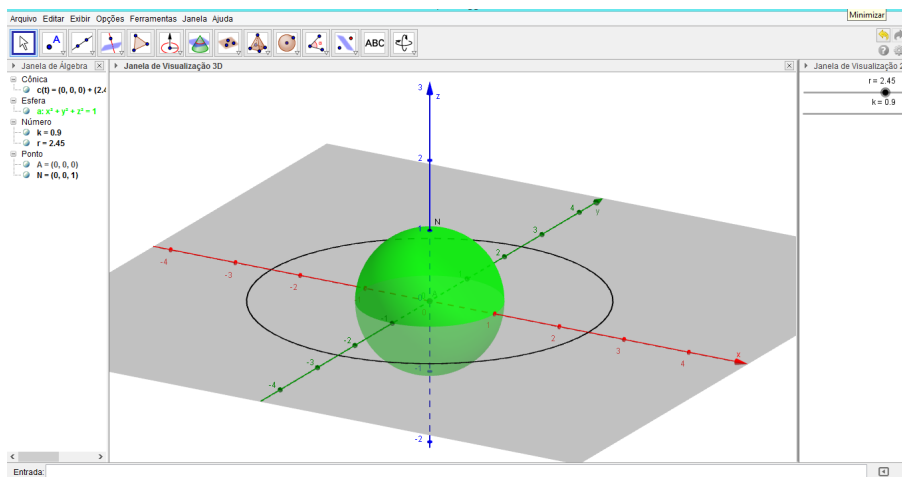 Minimizar
Arquivo Editar Exibir Opções Ferramentas Janela Ajuda
ABC
Janela de Álgebra
Janela de Visualização 3D
Janela de Visualização 2
Cônica
c(t) = (0, 0, 0) + (2.4
Esfera
a: x² + y² + z² = 1
Número
k = 0.9
r = 2.45
Ponto
A = (0, 0, 0)
N = (0, 0, 1)
r = 2.45
k = 0.9
3
z
2
N
1
-1
-2
-4
-3
-2
1
2
3
4
x
-4
-3
-2
-1
1
2
3
4
y
Entrada: